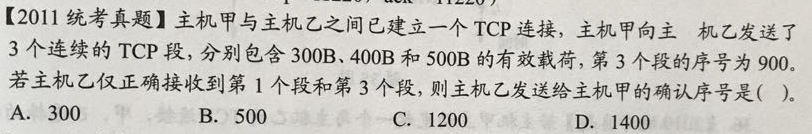 【2011 统考真题】主机甲与主机乙之间已建立一个 TCP 连接, 主机甲向主 机乙发送了
3 个连续的 TCP 段, 分别包含 300B、400B 和 500B 的有效载荷, 第 3 个段的序号为 900。
若主机乙仅正确接收到第 1 个段和第 3 个段, 则主机乙发送给主机甲的确认序号是( )。
A. 300 B. 500 C. 1200 D. 1400